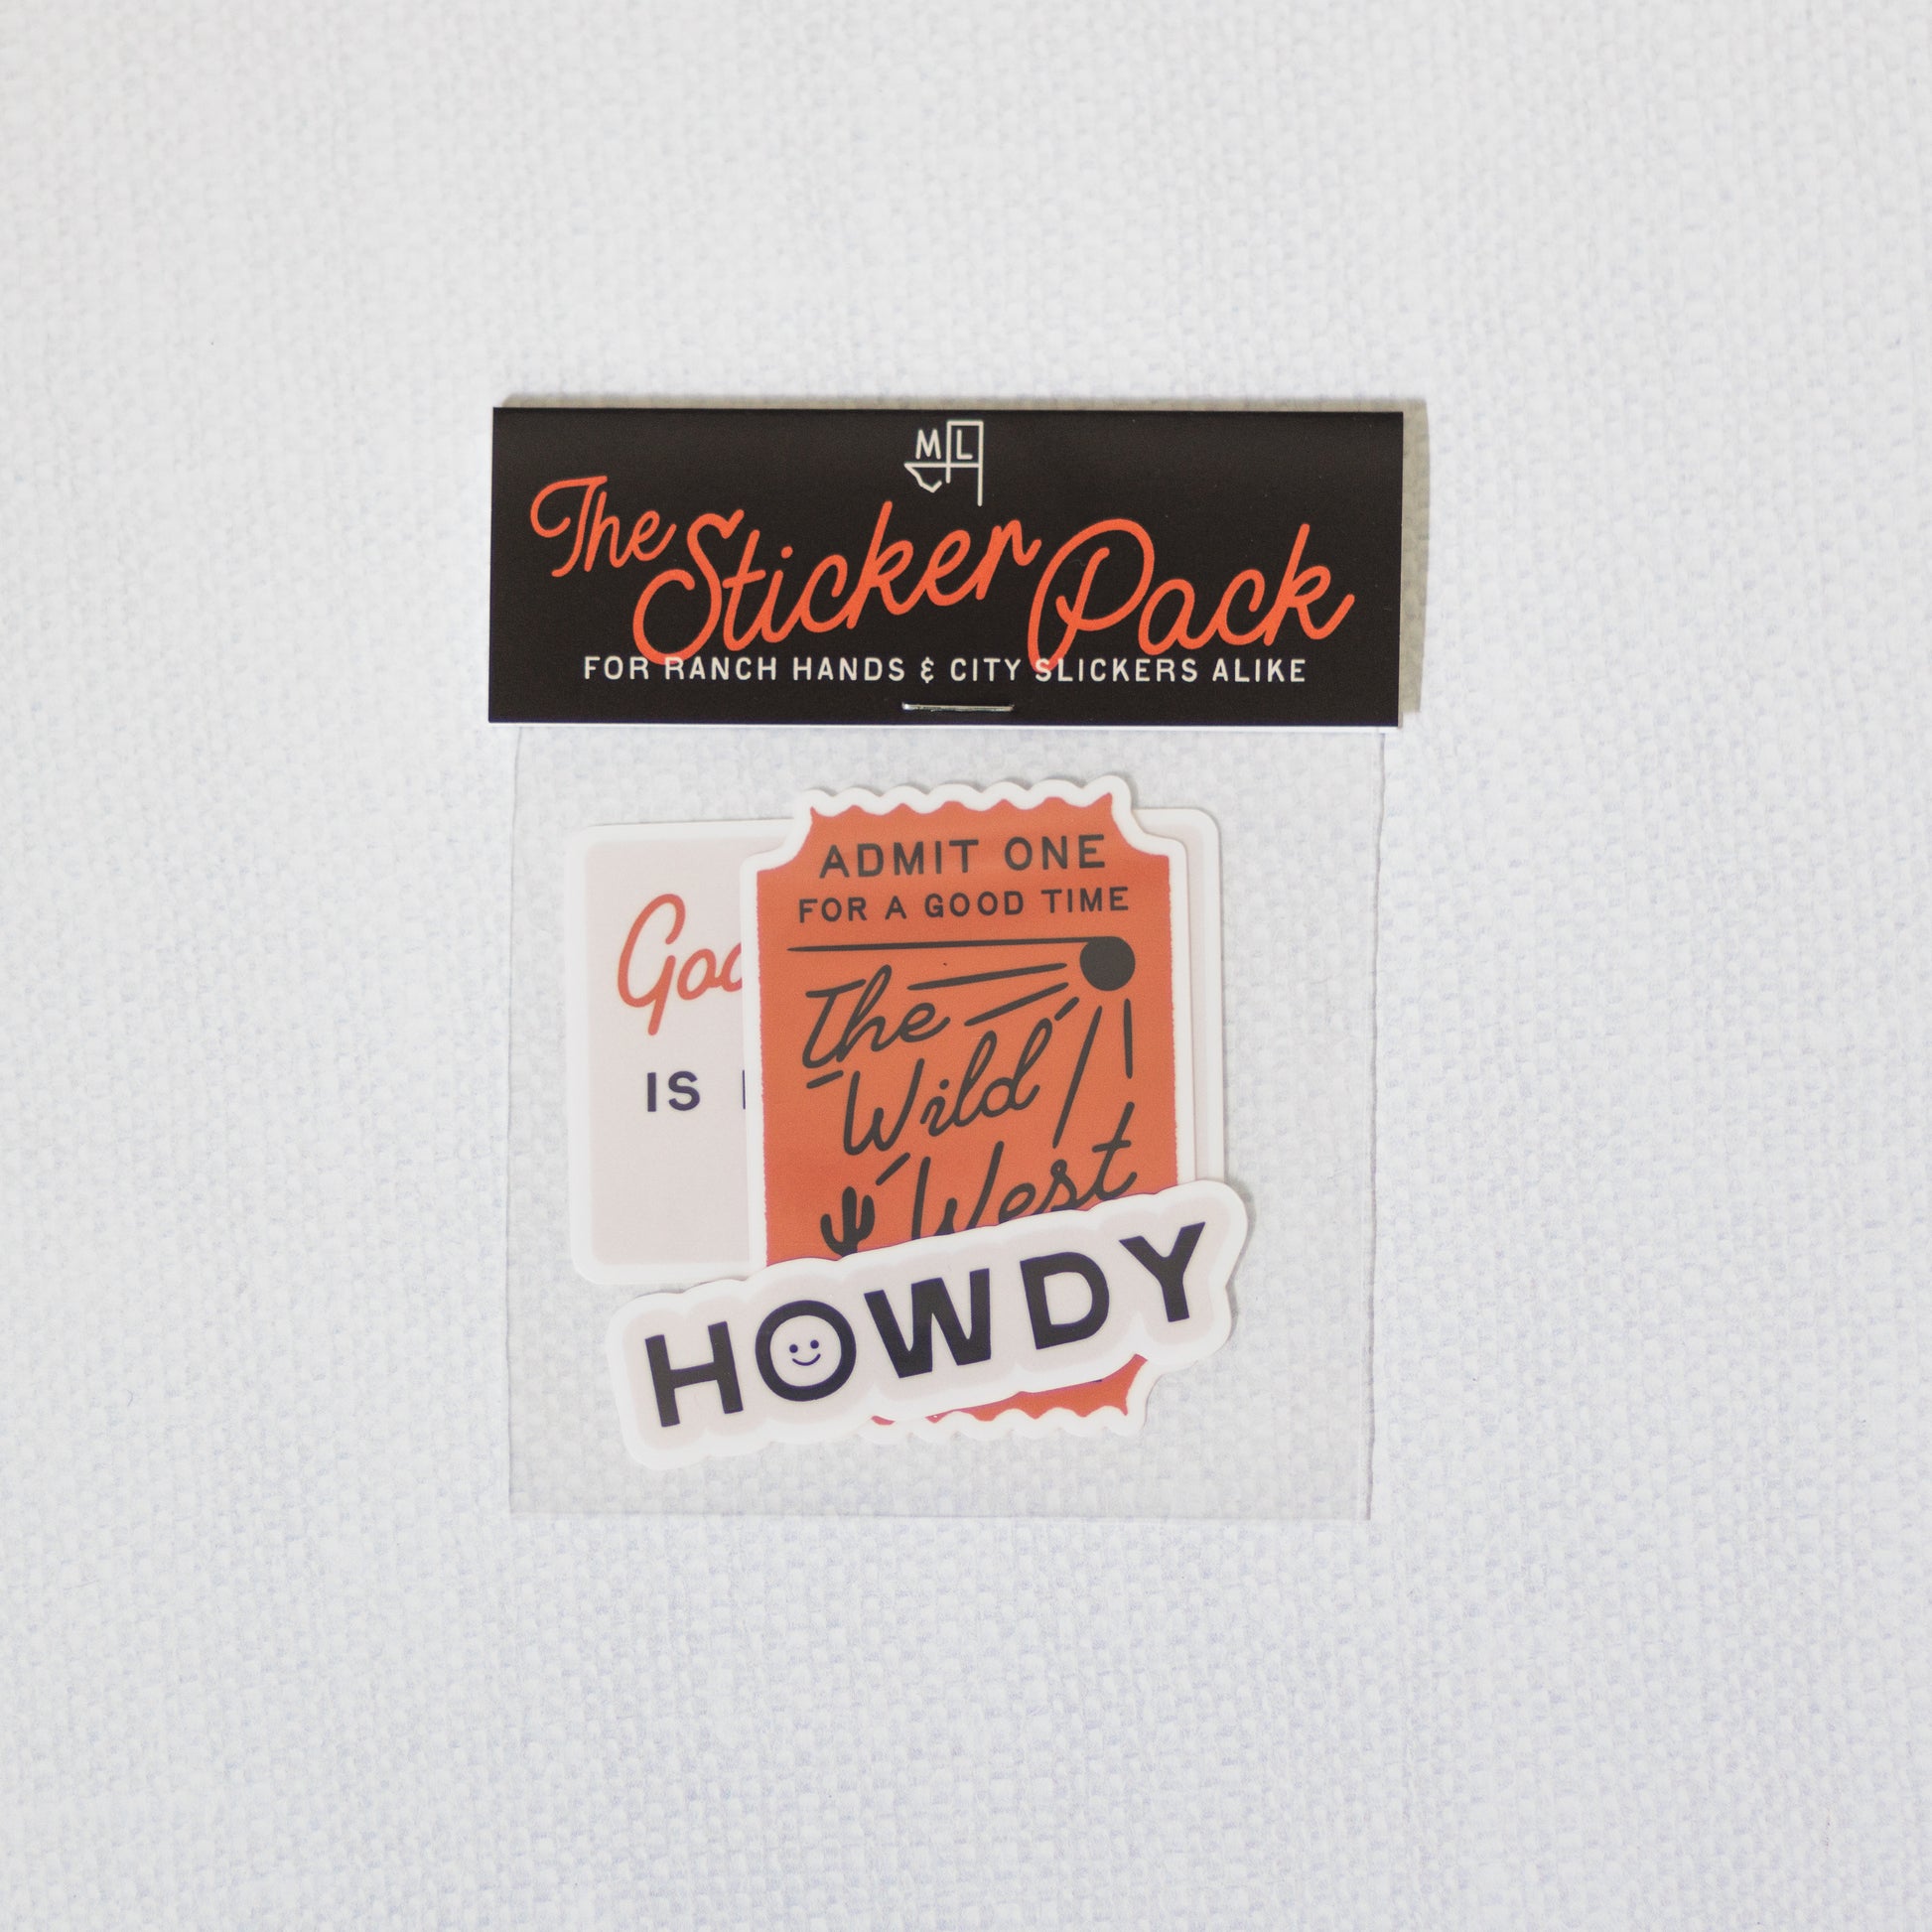 ML
The Sticker Pack
FOR RANCH HANDS & CITY SLICKERS ALIKE
ADMIT ONE
FOR A GOOD TIME
The
Wild
West
Goo
IS
HOWDY